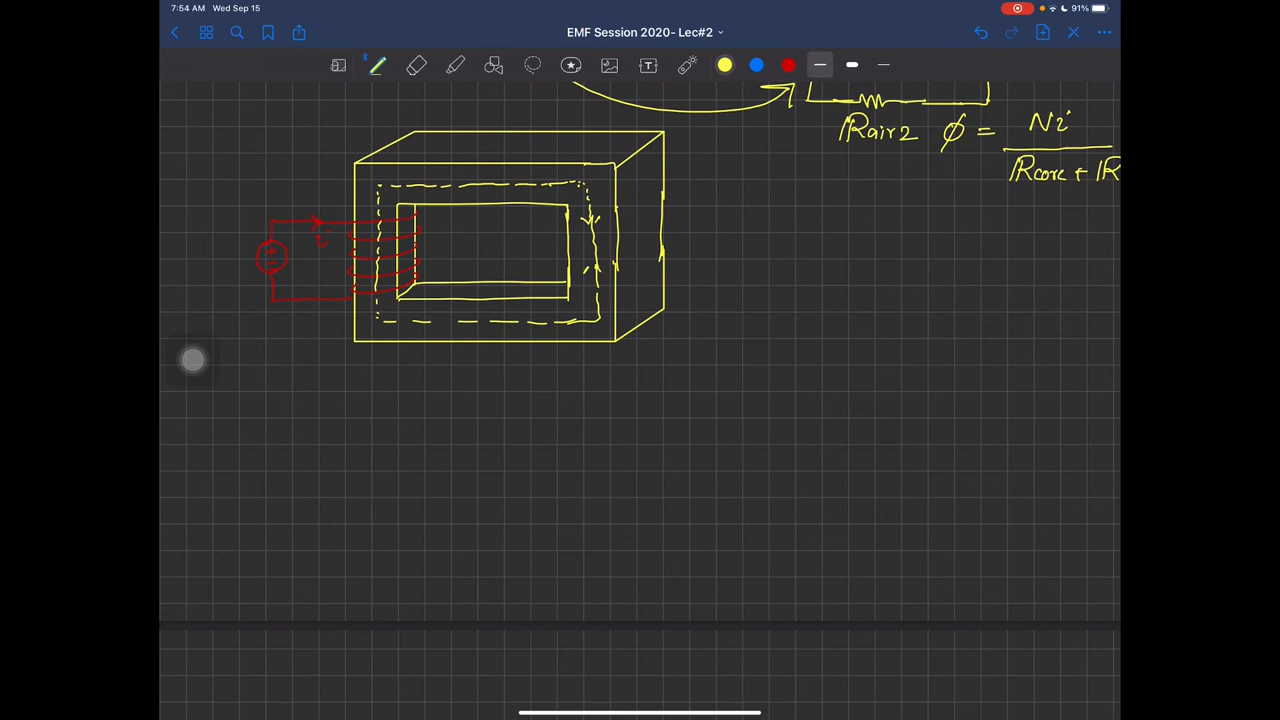 7:54 AM Wed Sep 15
91%
EMF Session 2020- Lec#2
Rair2 φ = Ni
Rcore + R
i